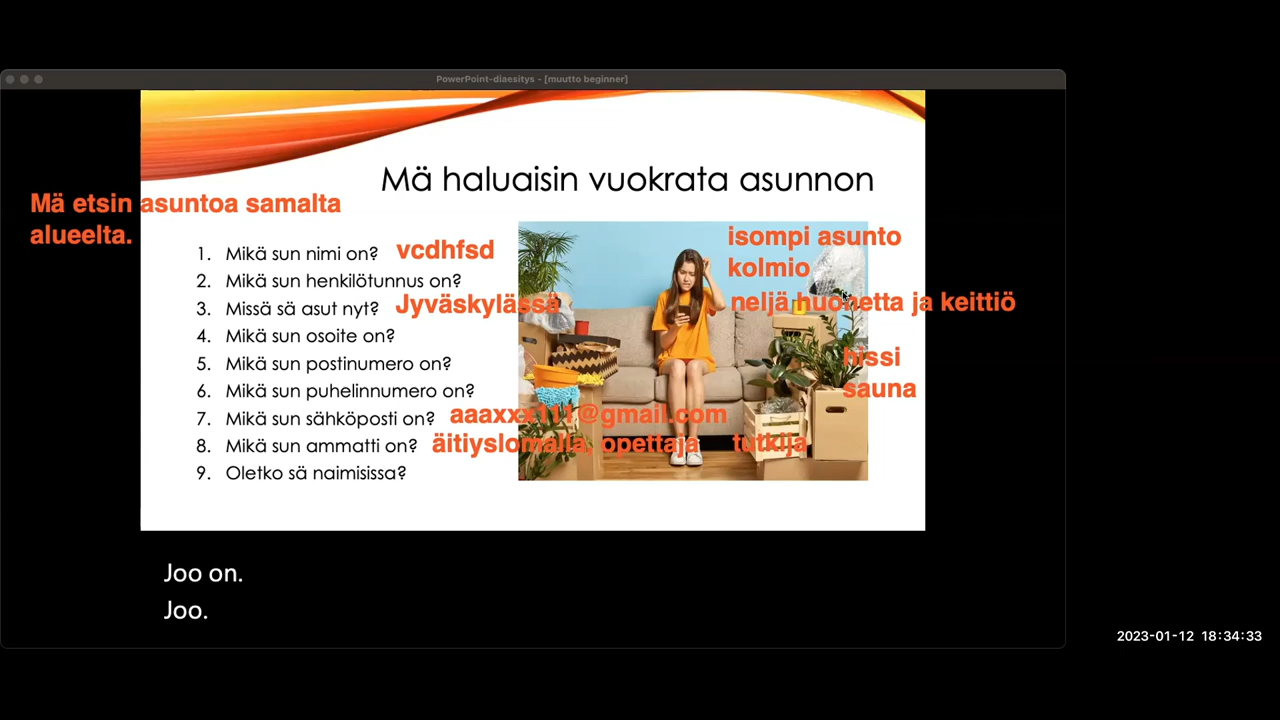 PowerPoint-diaesitys - [muutto beginner]
Mä haluaisin vuokrata asunnon
Mä etsin asuntoa samalta
alueelta.
1. Mikä sun nimi on? vcdhfsd
2. Mikä sun henkilötunnus on?
3. Missä sä asut nyt? Jyväskylässä
4. Mikä sun osoite on?
5. Mikä sun postinumero on?
6. Mikä sun puhelinnumero on?
7. Mikä sun sähköposti on? aaaxxx111@gmail.com
8. Mikä sun ammatti on? äitiyslomalla, opettaja tutkija
9. Oletko sä naimisissa?
isompi asunto
kolmio
neljä huonetta ja keittiö
hissi
sauna
Joo on.
Joo.
2023-01-12 18:34:33